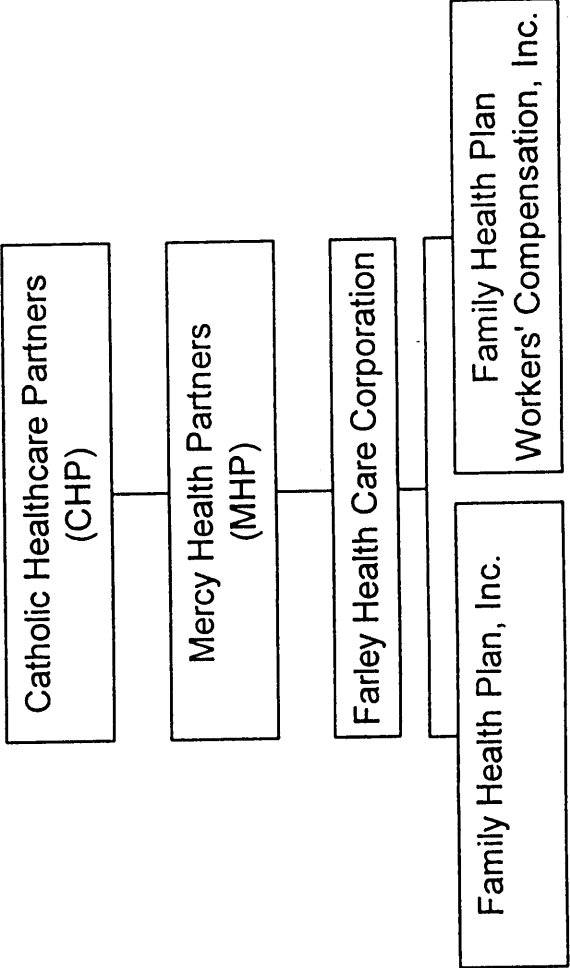 Catholic Healthcare Partners
(CHP)
Mercy Health Partners
(MHP)
Farley Health Care Corporation
Family Health Plan, Inc.
Family Health Plan
Workers' Compensation, Inc.